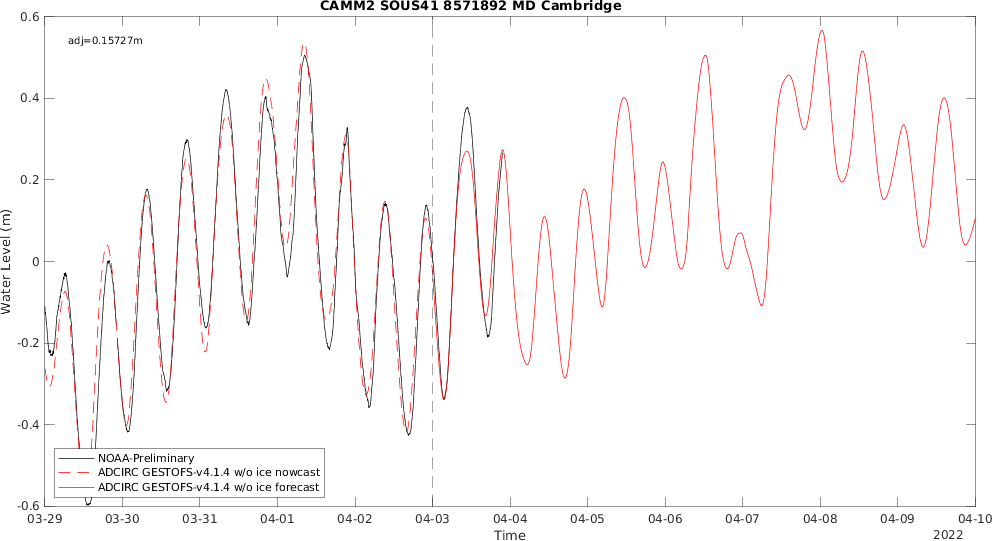 CAMM2 SOUS41 8571892 MD Cambridge
adj=0.15727m
0.6
0.4
0.2
0
-0.2
-0.4
-0.6
Water Level (m)
NOAA-Preliminary
ADCIRC GESTOFS-v4.1.4 w/o ice nowcast
ADCIRC GESTOFS-v4.1.4 w/o ice forecast
03-29 03-30 03-31 04-01 04-02 04-03 04-04 04-05 04-06 04-07 04-08 04-09 04-10
Time
2022